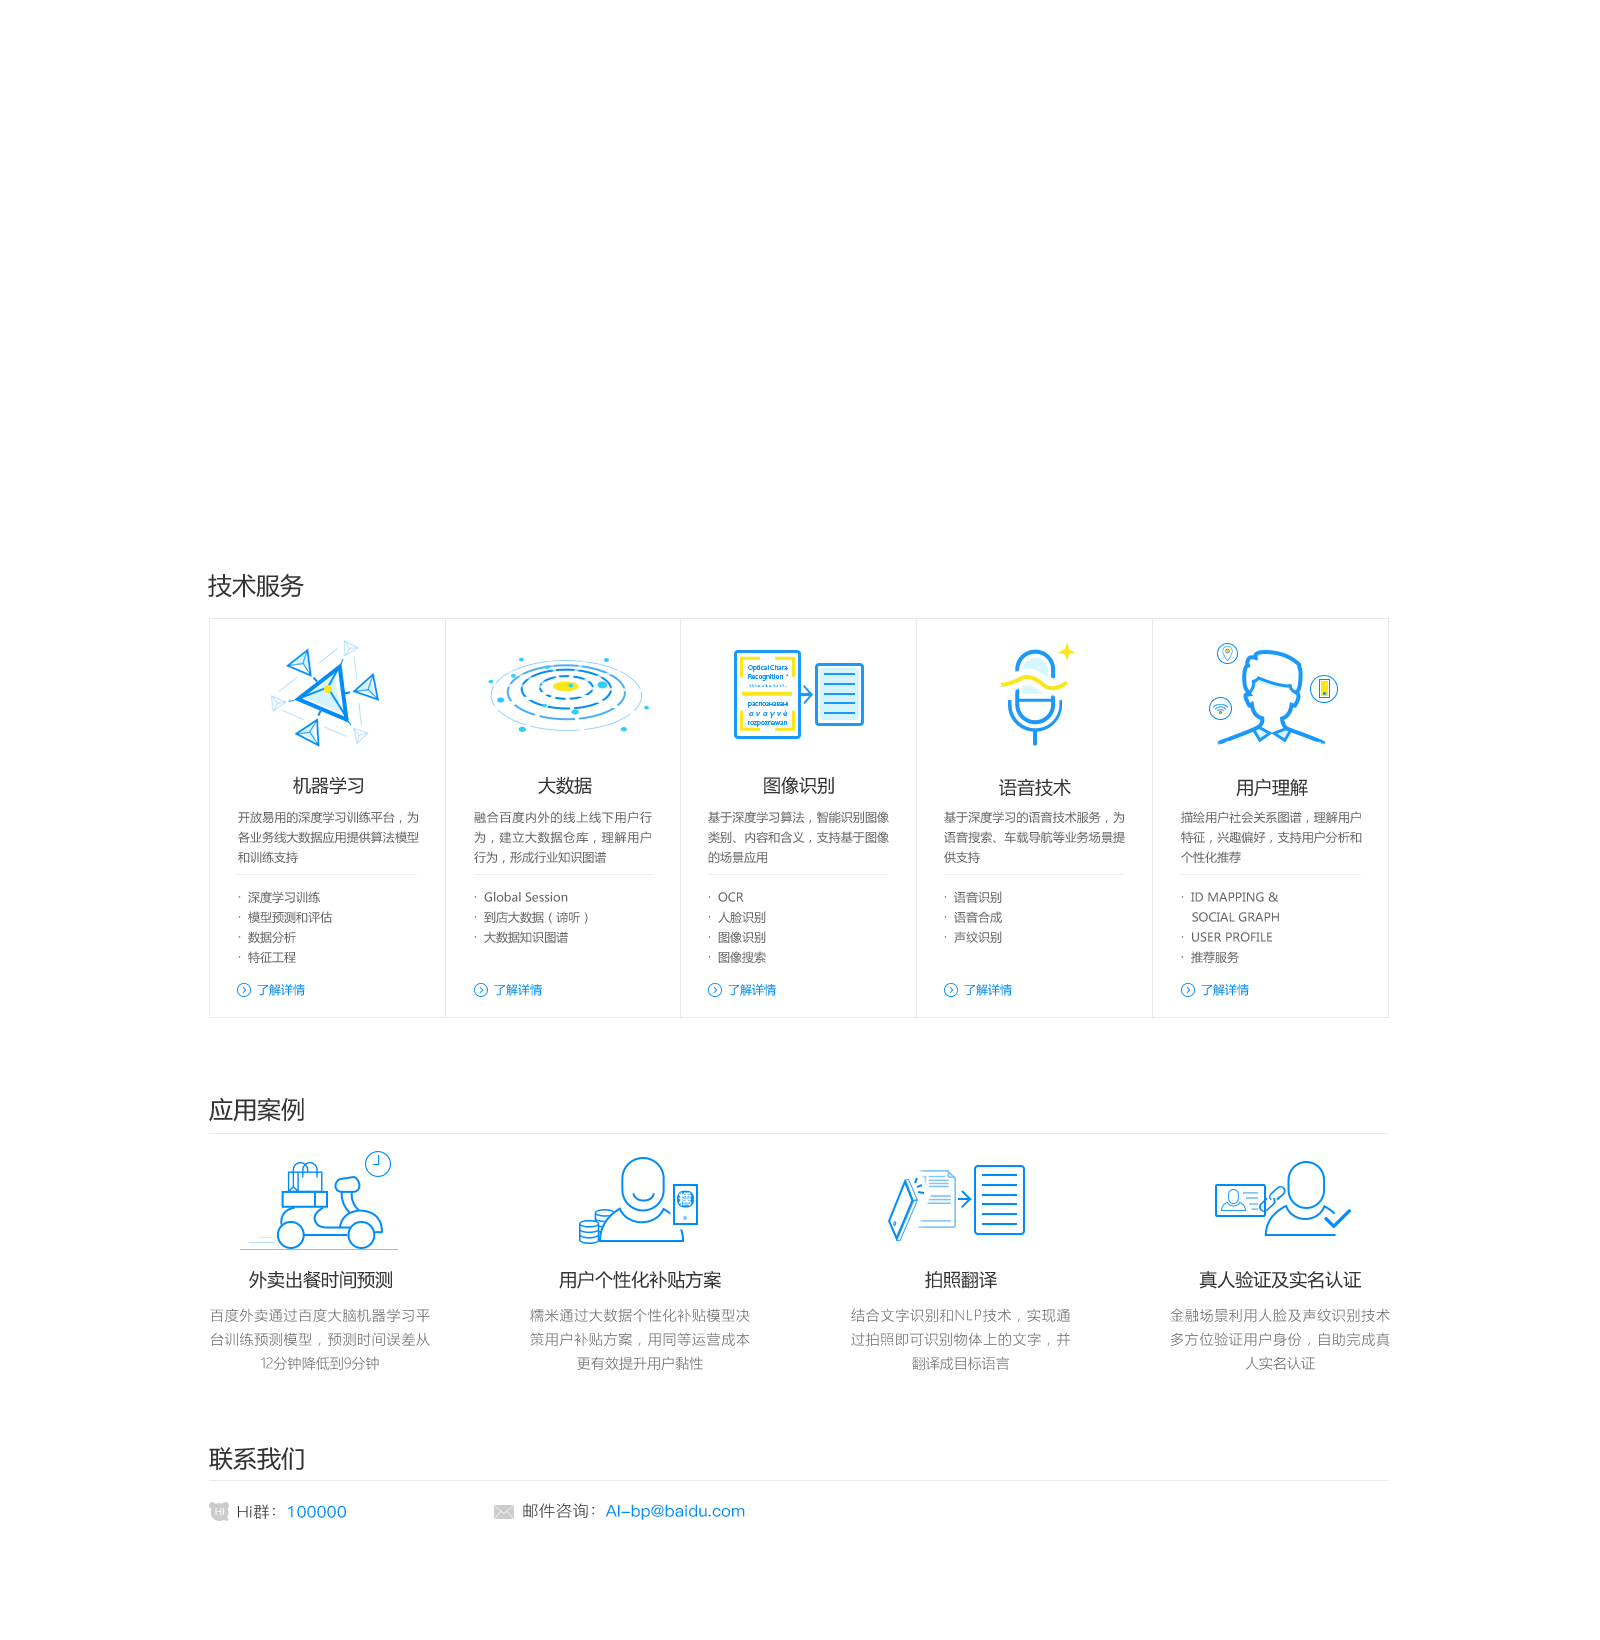 技术服务
Optical Chara
Recognition
распознавани
rozpoznawan
机器学习
开放易用的深度学习训练平台，为
各业务线大数据应用提供算法模型
和训练支持
· 深度学习训练
· 模型预测和评估
· 数据分析
· 特征工程
了解详情
大数据
融合百度内外的线上线下用户行
为，建立大数据仓库，理解用户
行为，形成行业知识图谱
· Global Session
· 到店大数据（谛听）
· 大数据知识图谱
了解详情
图像识别
基于深度学习算法，智能识别图像
类别、内容和含义，支持基于图像
的场景应用
· OCR
· 人脸识别
· 图像识别
· 图像搜索
了解详情
语音技术
基于深度学习的语音技术服务，为
语音搜索、车载导航等业务场景提
供支持
· 语音识别
· 语音合成
· 声纹识别
了解详情
用户理解
描绘用户社会关系图谱，理解用户
特征，兴趣偏好，支持用户分析和
个性化推荐
· ID MAPPING &
SOCIAL GRAPH
· USER PROFILE
· 推荐服务
了解详情
应用案例
外卖出餐时间预测
百度外卖通过百度大脑机器学习平
台训练预测模型，预测时间误差从
12分钟降低到9分钟
糯
用户个性化补贴方案
糯米通过大数据个性化补贴模型决
策用户补贴方案，用同等运营成本
更有效提升用户黏性
拍照翻译
结合文字识别和NLP技术，实现通
过拍照即可识别物体上的文字，并
翻译成目标语言
真人验证及实名认证
金融场景利用人脸及声纹识别技术
多方位验证用户身份，自助完成真
人实名认证
联系我们
HI
Hi群：100000
邮件咨询：AI-bp@baidu.com